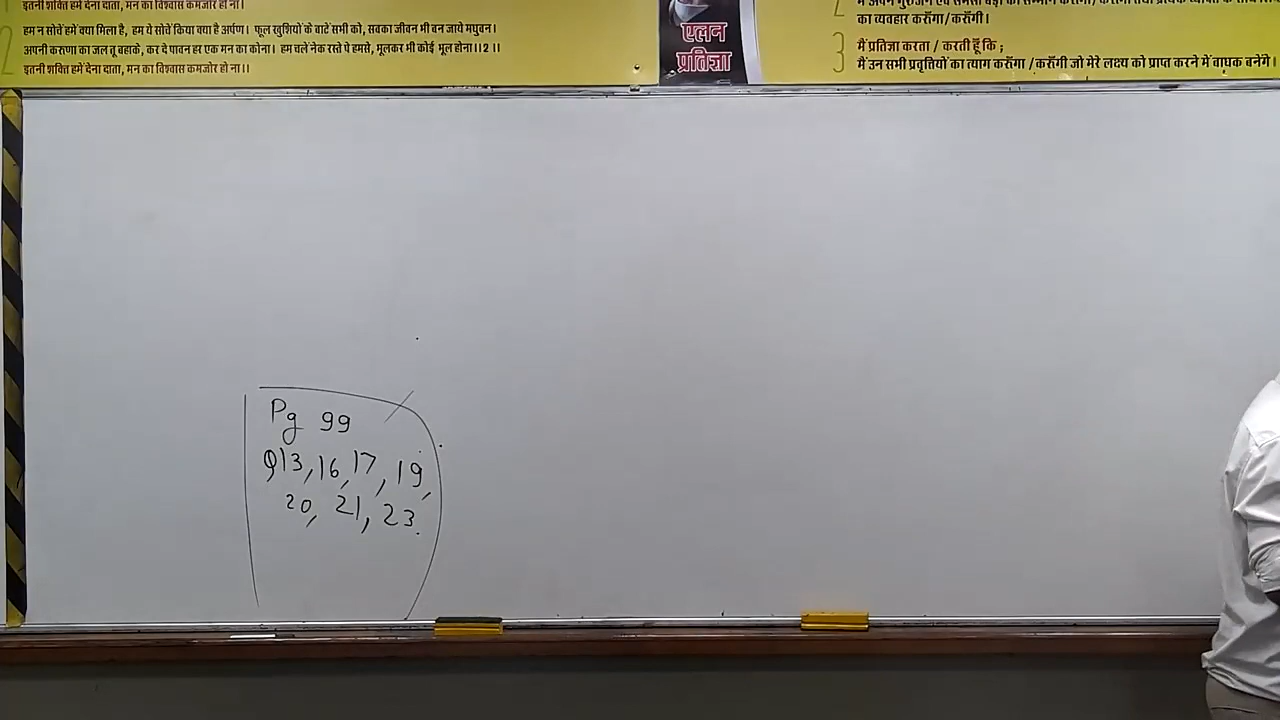 इतनी शक्ति हमें देना दाता, मन का विश्वास कमजोर हो ना।
2
हम न सोचें हमें क्या मिला है, हम ये सोचें किया क्या है अर्पण। फूल खुशियों के बाटें सभी को, सबका जीवन भी बन जाये मधुवन।
अपनी करुणा का जल तू बहाके, कर दे पावन हर एक मन का कोना। हम चलें नेक रस्ते पे हमसे, भूलकर भी कोई भूल होना।।2।।
इतनी शक्ति हमें देना दाता, मन का विश्वास कमजोर हो ना।।
एलन
प्रतिज्ञा
का व्यवहार करूँगा/करूँगी।
3
मैं प्रतिज्ञा करता / करती हूँ कि ;
मैं उन सभी प्रवृत्तियों का त्याग करूँगा /करूँगी जो मेरे लक्ष्य को प्राप्त करने में बाधक बनेंगे।
Pg 99
Q13, 16, 17, 19,
20, 21, 23.